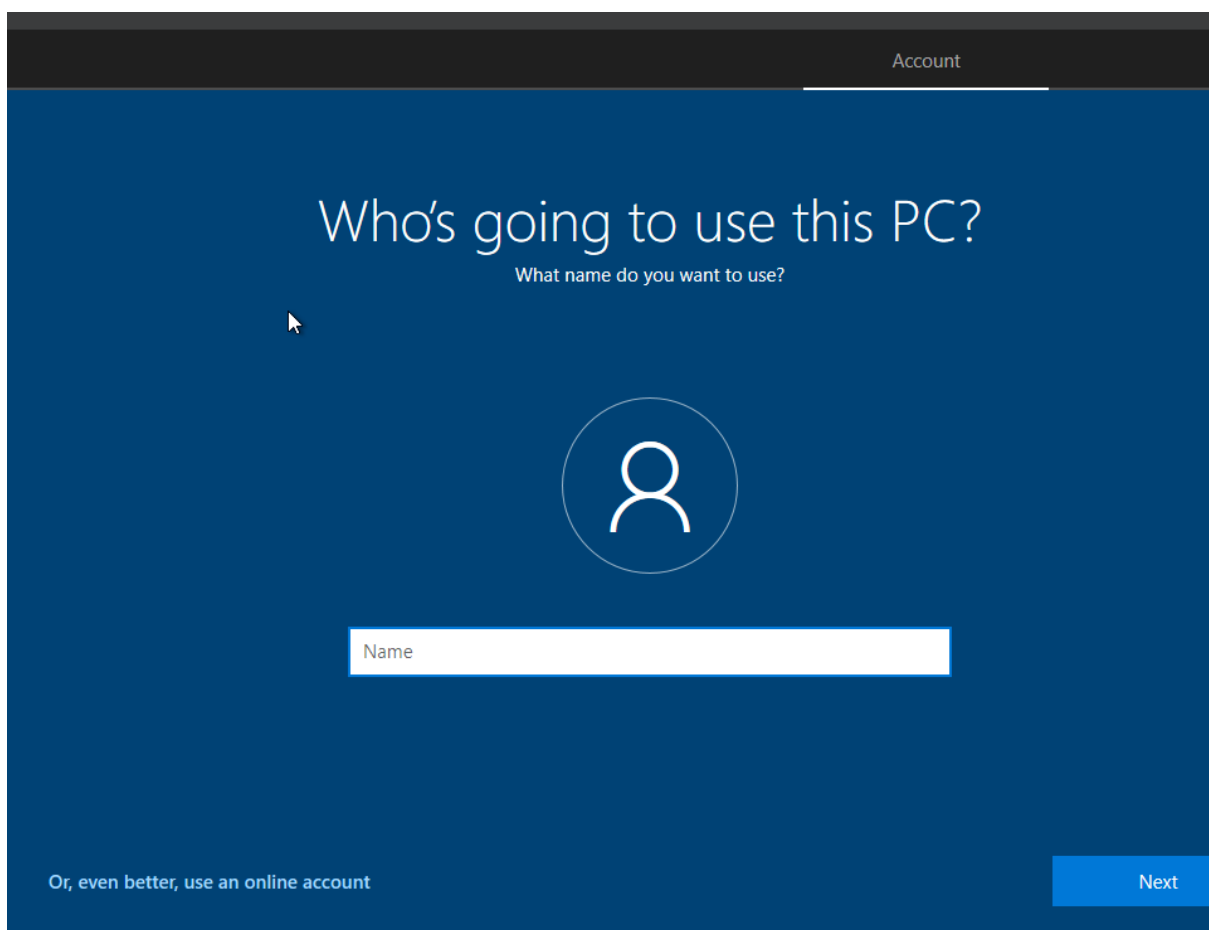 Account
Who's going to use this PC?
What name do you want to use?
Name
Or, even better, use an online account
Next